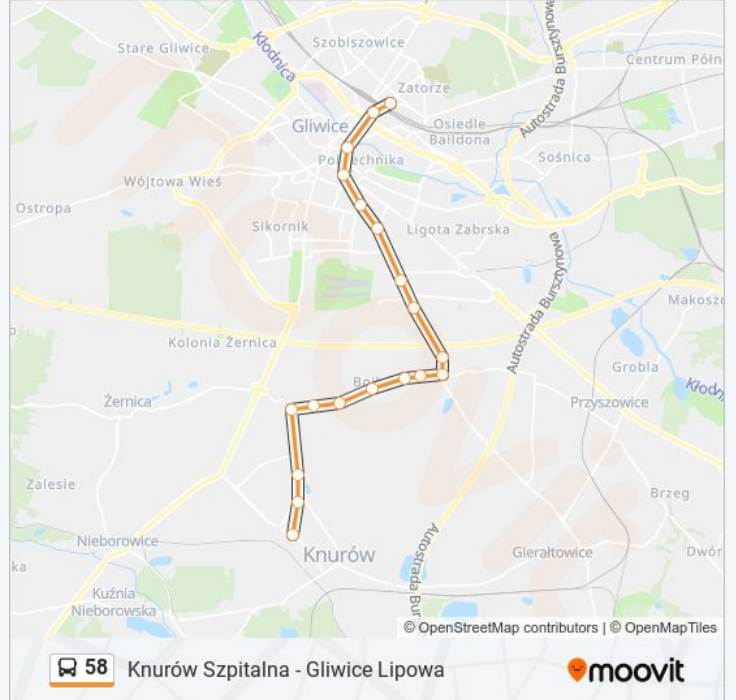 Stare Gliwice
Kłodnica
Szobiszowice
Autostrada Bursztynowa
Centrum Półn
Zatorze
Gliwice
Osiedle
Baildona
Sośnica
Wójtowa Wieś
Ostropa
Sikornik
Ligota Zabrska
Autostrada Bursztynowa
Makoszo
Kolonia Żernica
Grobla
Kłodn
Żernica
Przyszowice
Zalesie
Brzeg
Nieborowice
Knurów
Autostrada Bur
Gierałtowice
Dwór
ka
Kuźnia
Nieborowska
© OpenStreetMap contributors | © OpenMapTiles
58 Knurów Szpitalna - Gliwice Lipowa
moovit